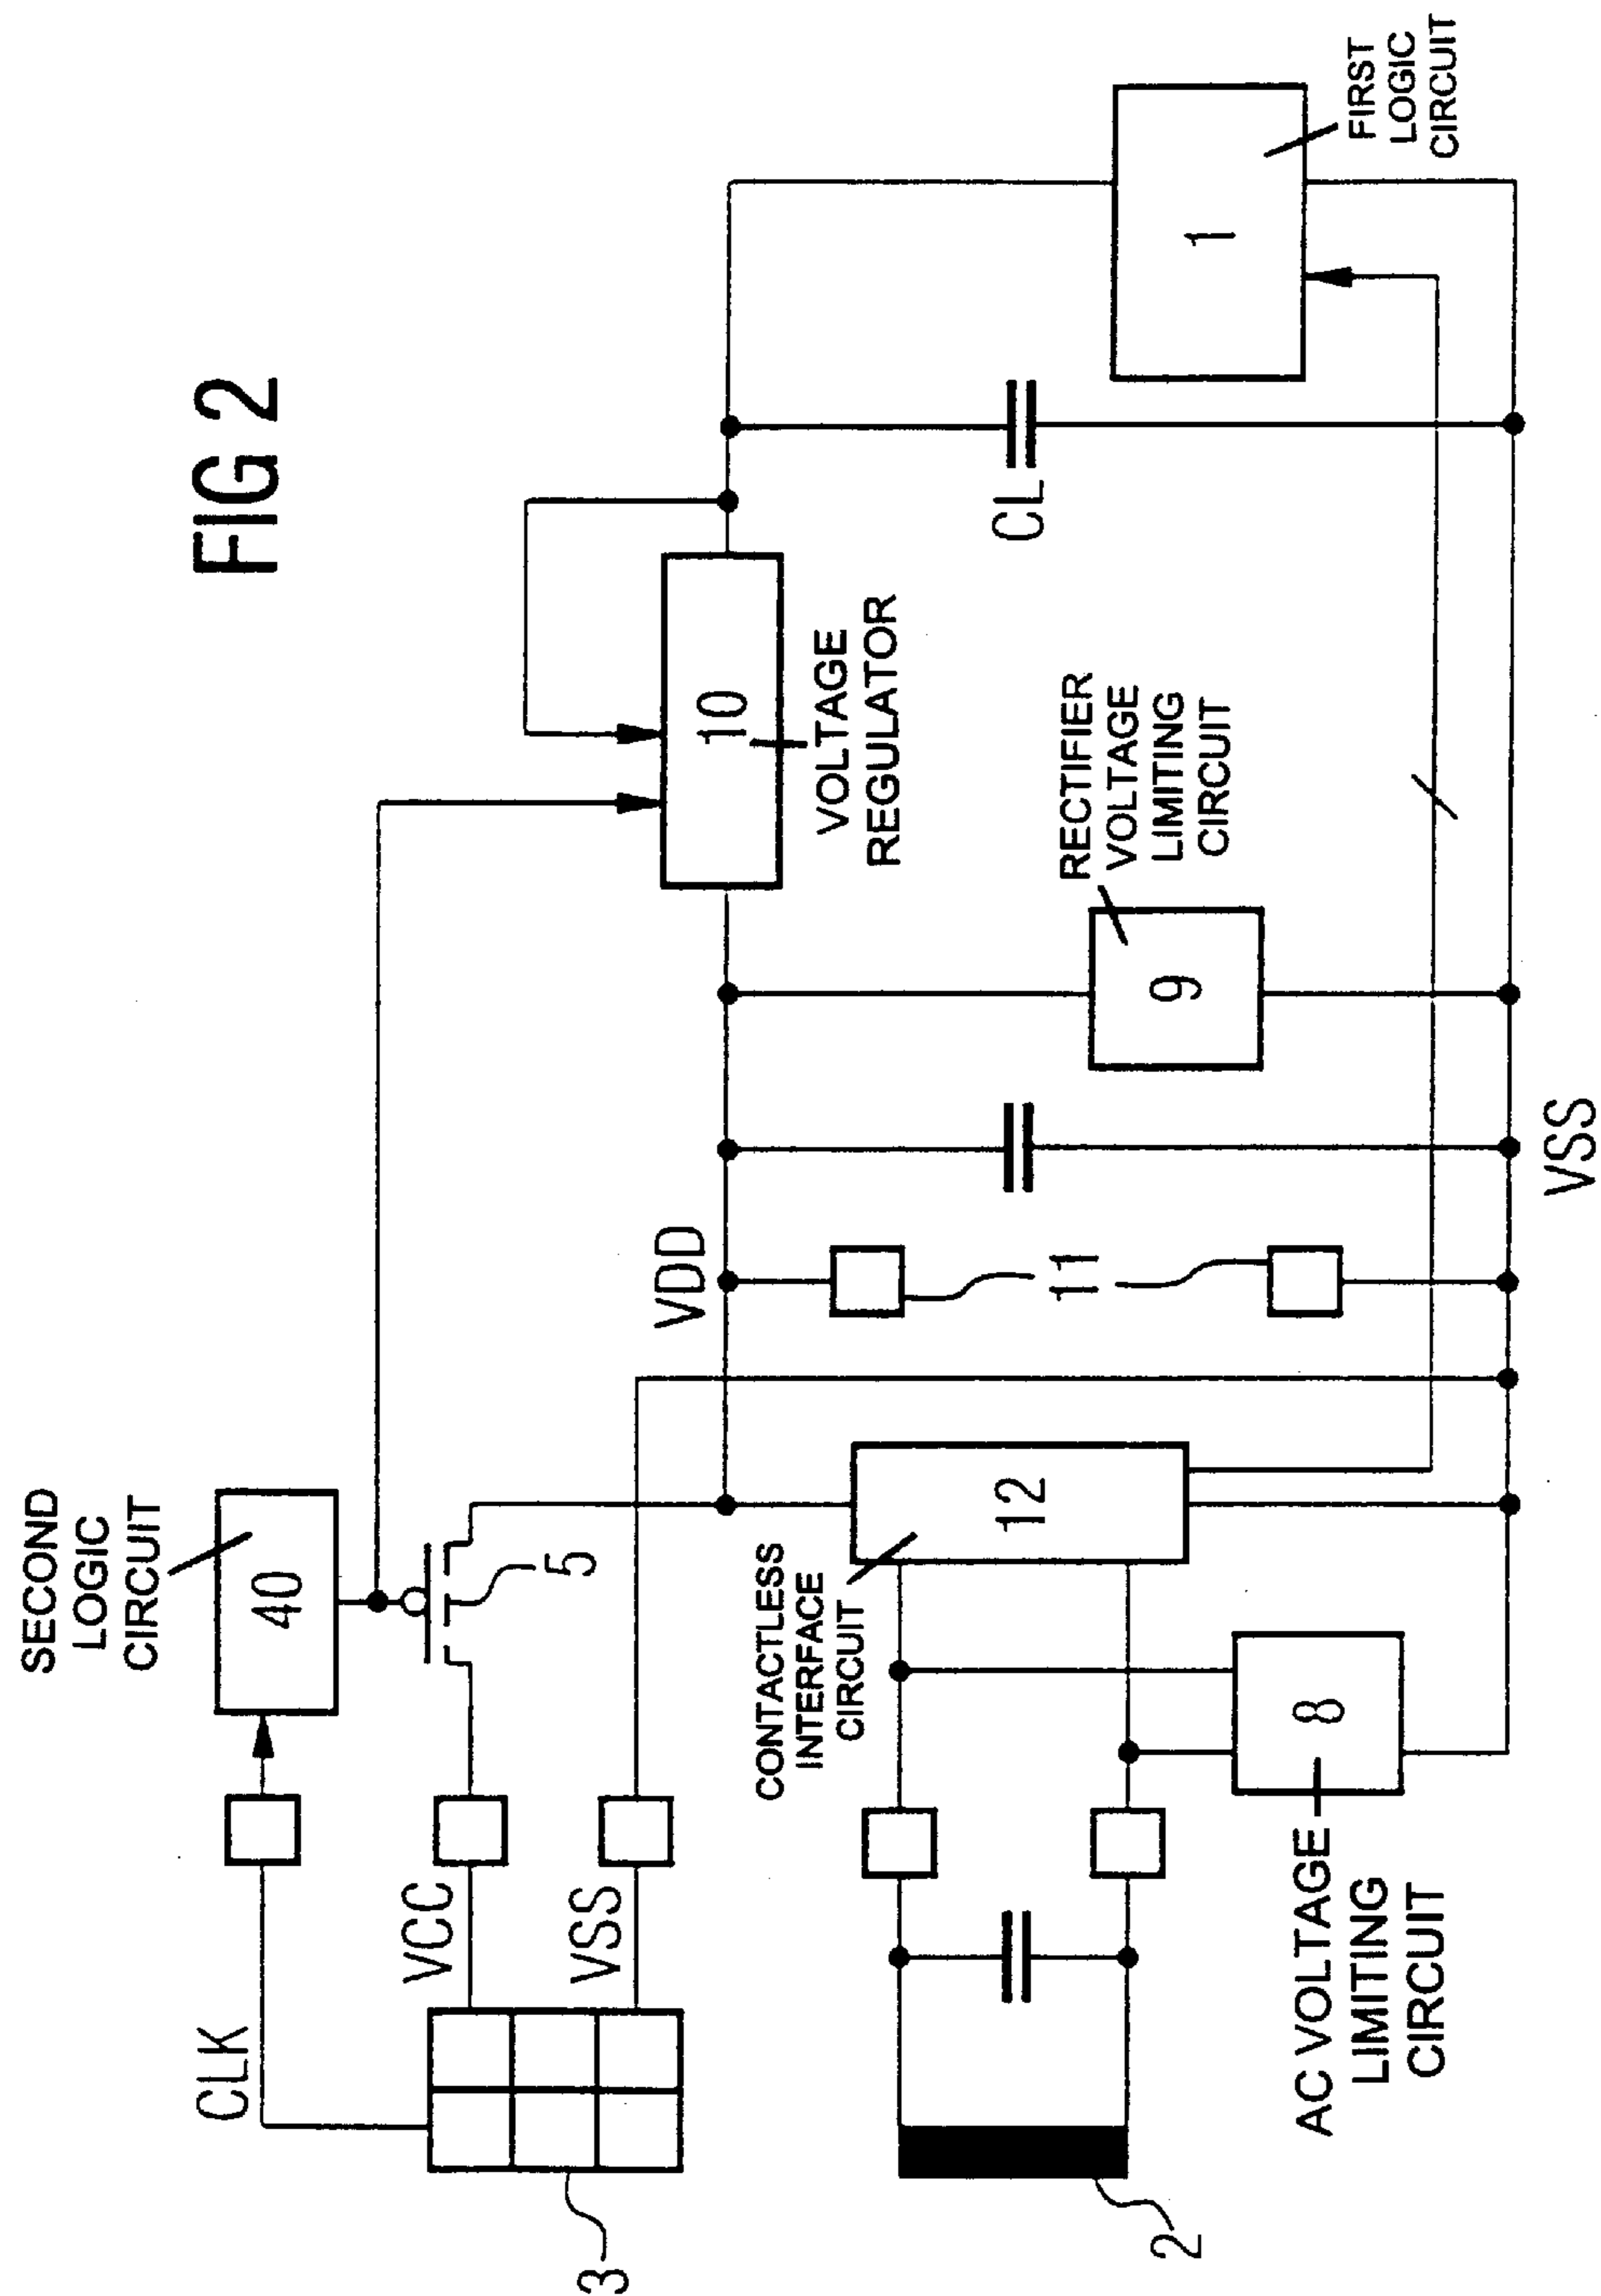 FIG 2
SECOND
LOGIC
CIRCUIT
40
CLK
VCC
VSS
3
5
VDD
10
VOLTAGE
REGULATOR
CONTACTLESS
INTERFACE
CIRCUIT
12
11
RECTIFIER
VOLTAGE
LIMITING
CIRCUIT
9
CL
1
FIRST
LOGIC
CIRCUIT
2
8
AC VOLTAGE
LIMITING
CIRCUIT
VSS